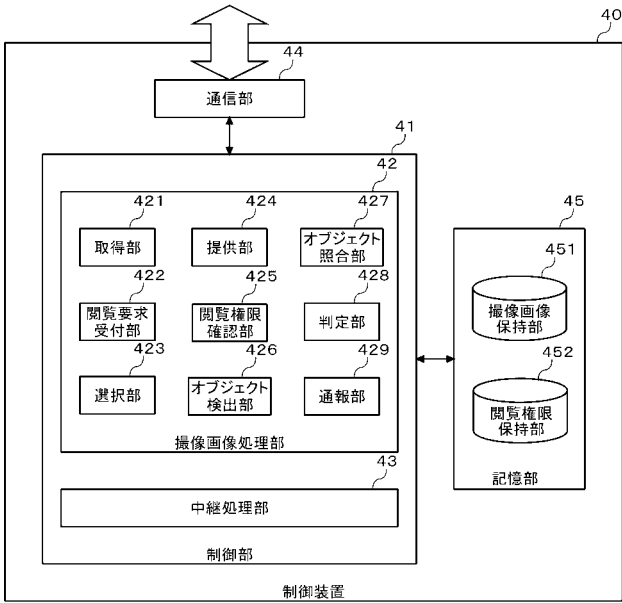 40
44
通信部
41
42
421
424
427
取得部
提供部
オブジェクト
照合部
422
425
428
閲覧要求
受付部
閲覧権限
確認部
判定部
423
426
429
選択部
オブジェクト
検出部
通報部
撮像画像処理部
43
中継処理部
制御部
45
451
撮像画像
保持部
452
閲覧権限
保持部
記憶部
制御装置